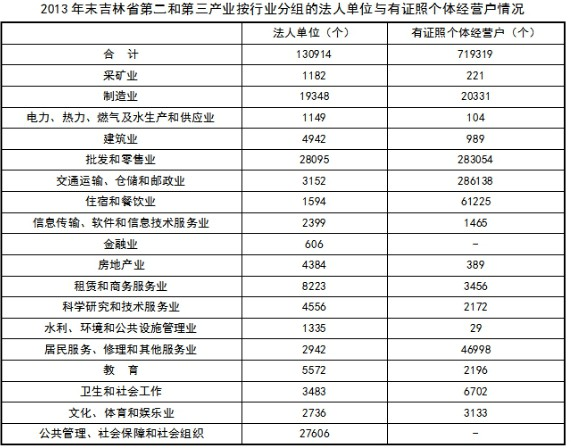 2013年末吉林省第二和第三产业按行业分组的法人单位与有证照个体经营户情况
法人单位（个） 有证照个体经营户（个）
合 计 130914 719319
采矿业 1182 221
制造业 19348 20331
电力、热力、燃气及水生产和供应业 1149 104
建筑业 4942 989
批发和零售业 28095 283054
交通运输、仓储和邮政业 3152 286138
住宿和餐饮业 1594 61225
信息传输、软件和信息技术服务业 2399 1465
金融业 606 -
房地产业 4384 389
租赁和商务服务业 8223 3456
科学研究和技术服务业 4556 2172
水利、环境和公共设施管理业 1335 29
居民服务、修理和其他服务业 2942 46998
教 育 5572 2196
卫生和社会工作 3483 6702
文化、体育和娱乐业 2736 3133
公共管理、社会保障和社会组织 27606 -